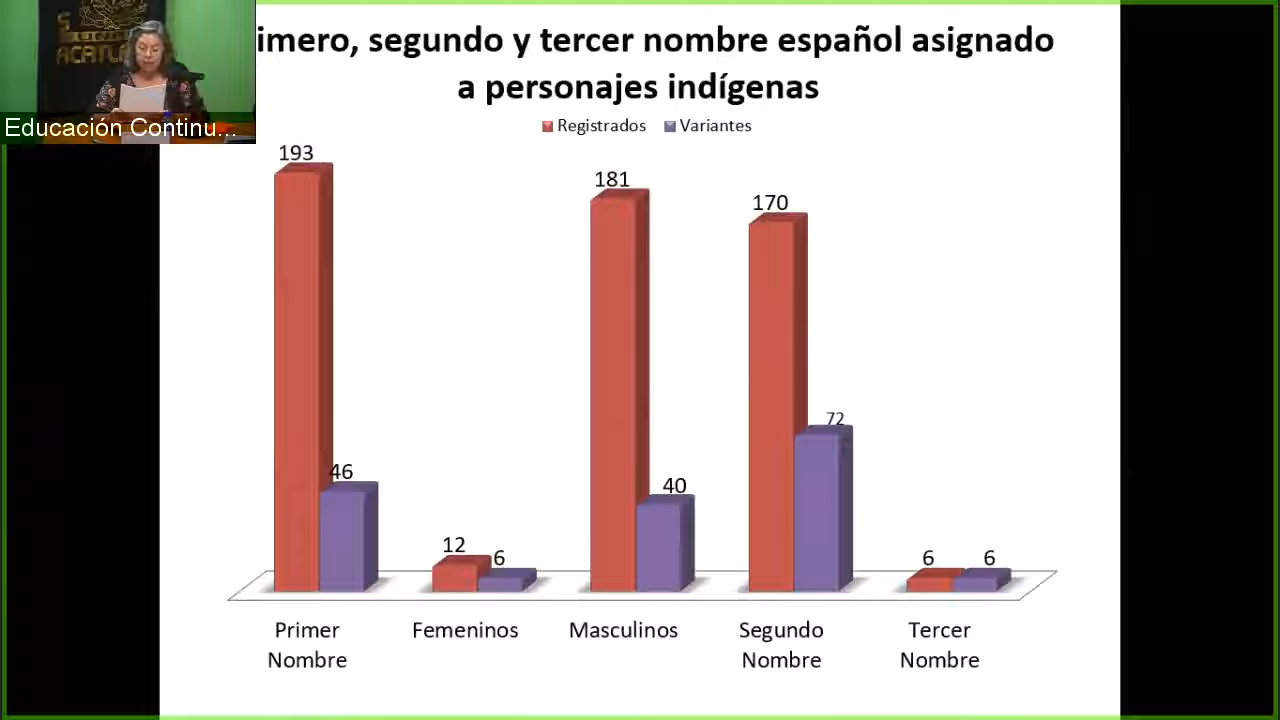 imero, segundo y tercer nombre español asignado
a personajes indígenas
Registrados Variantes
Educación Continu...
193
46
12
6
181
40
170
72
6
6
Primer Nombre
Femeninos
Masculinos
Segundo Nombre
Tercer Nombre